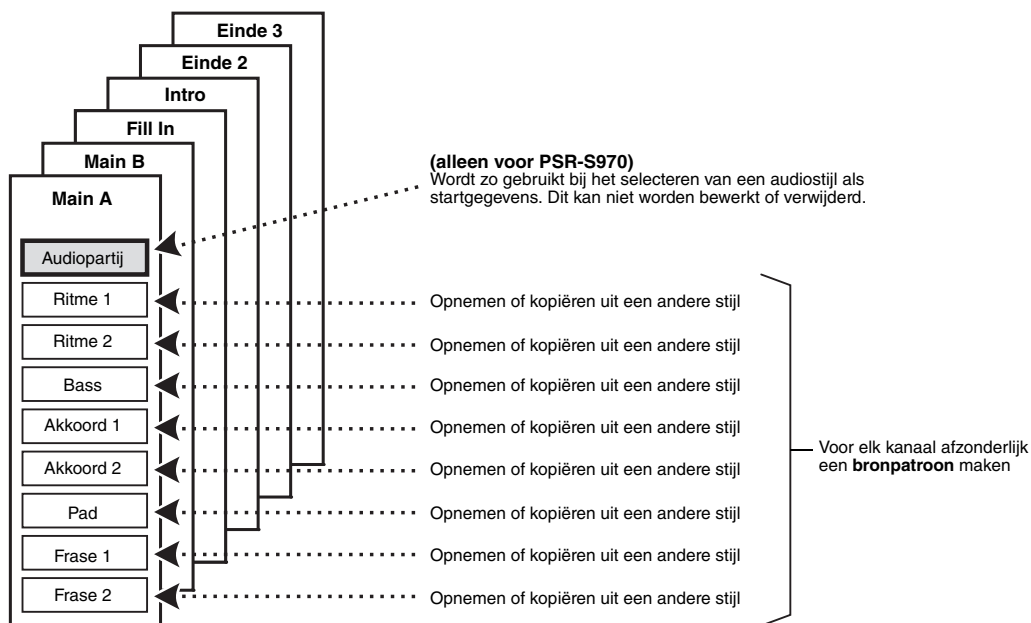 Einde 3
Einde 2
Intro
Fill In
Main B
Main A
(alleen voor PSR-S970)
Wordt zo gebruikt bij het selecteren van een audiostijl als
startgegevens. Dit kan niet worden bewerkt of verwijderd.
Audiopartij
Ritme 1
Opnemen of kopiëren uit een andere stijl
Ritme 2
Opnemen of kopiëren uit een andere stijl
Bass
Opnemen of kopiëren uit een andere stijl
Akkoord 1
Opnemen of kopiëren uit een andere stijl
Akkoord 2
Opnemen of kopiëren uit een andere stijl
Pad
Opnemen of kopiëren uit een andere stijl
Frase 1
Opnemen of kopiëren uit een andere stijl
Frase 2
Opnemen of kopiëren uit een andere stijl
Voor elk kanaal afzonderlijk
een bronpatroon maken